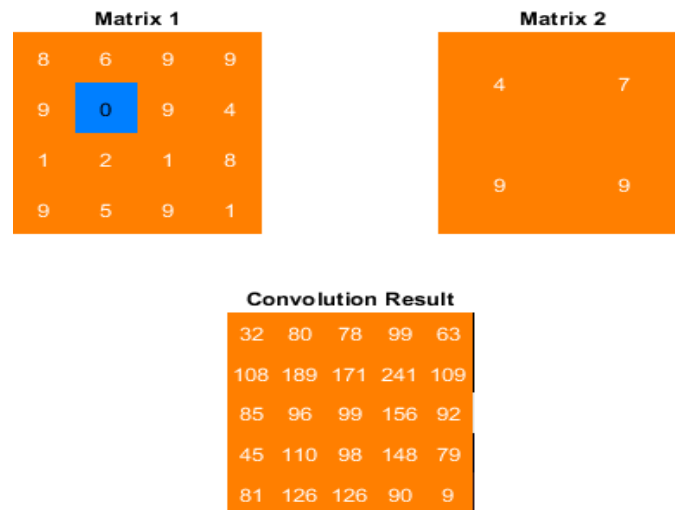 Matrix 1
8 6 9 9
9 0 9 4
1 2 1 8
9 5 9 1
Matrix 2
4 7
9 9
Convolution Result
32 80 78 99 63
108 189 171 241 109
85 96 99 156 92
45 110 98 148 79
81 126 126 90 9